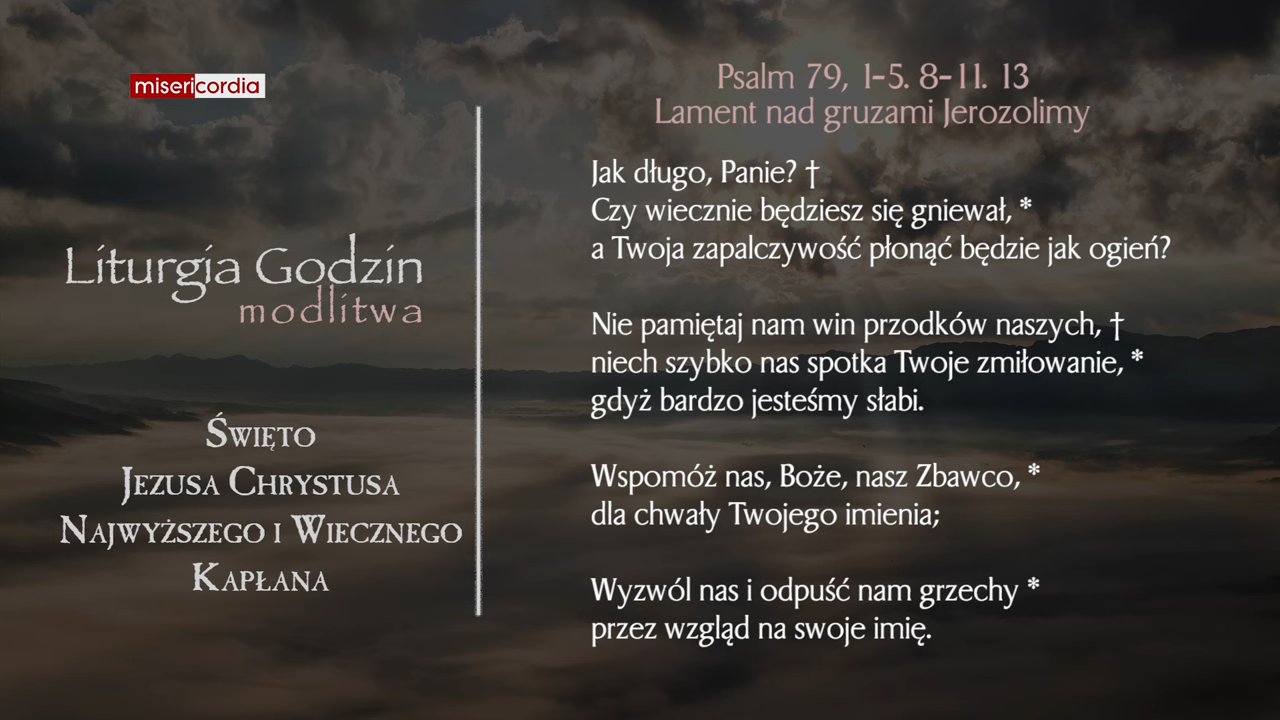 misericordia
Liturgia Godzin
modlitwa
Święto
Jezusa Chrystusa
Najwyższego i Wiecznego
Kapłana
Psalm 79, 1-5. 8-11. 13
Lament nad gruzami Jerozolimy
Jak długo, Panie? †
Czy wiecznie będziesz się gniewał, *
a Twoja zapalczywość płonąć będzie jak ogień?
Nie pamiętaj nam win przodków naszych, †
niech szybko nas spotka Twoje zmiłowanie, *
gdyż bardzo jesteśmy słabi.
Wspomóż nas, Boże, nasz Zbawco, *
dla chwały Twojego imienia;
Wyzwól nas i odpuść nam grzechy *
przez wzgląd na swoje imię.